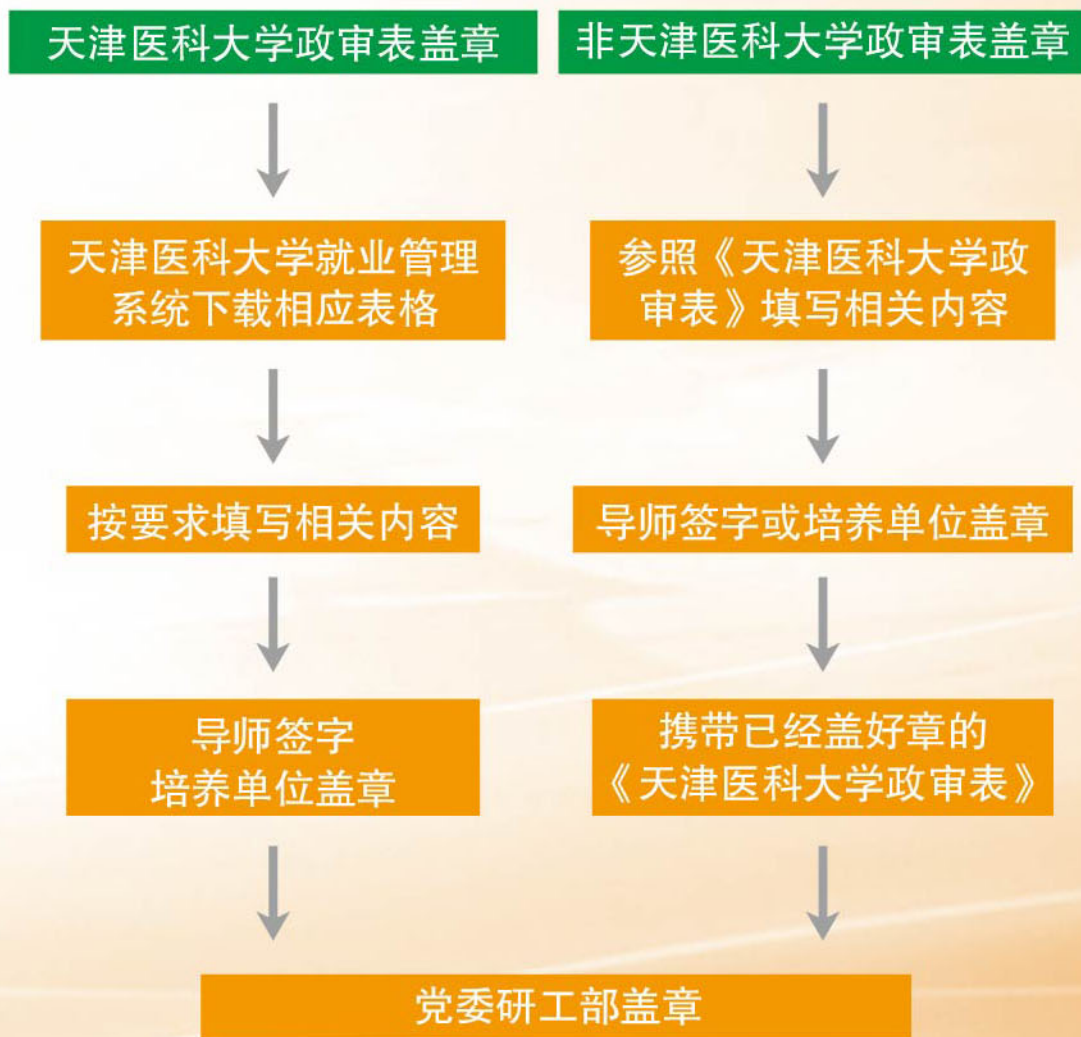 天津医科大学政审表盖章
天津医科大学就业管理
系统下载相应表格
按要求填写相关内容
导师签字
培养单位盖章
非天津医科大学政审表盖章
参照《天津医科大学政
审表》填写相关内容
导师签字或培养单位盖章
携带已经盖好章的
《天津医科大学政审表》
党委研工部盖章